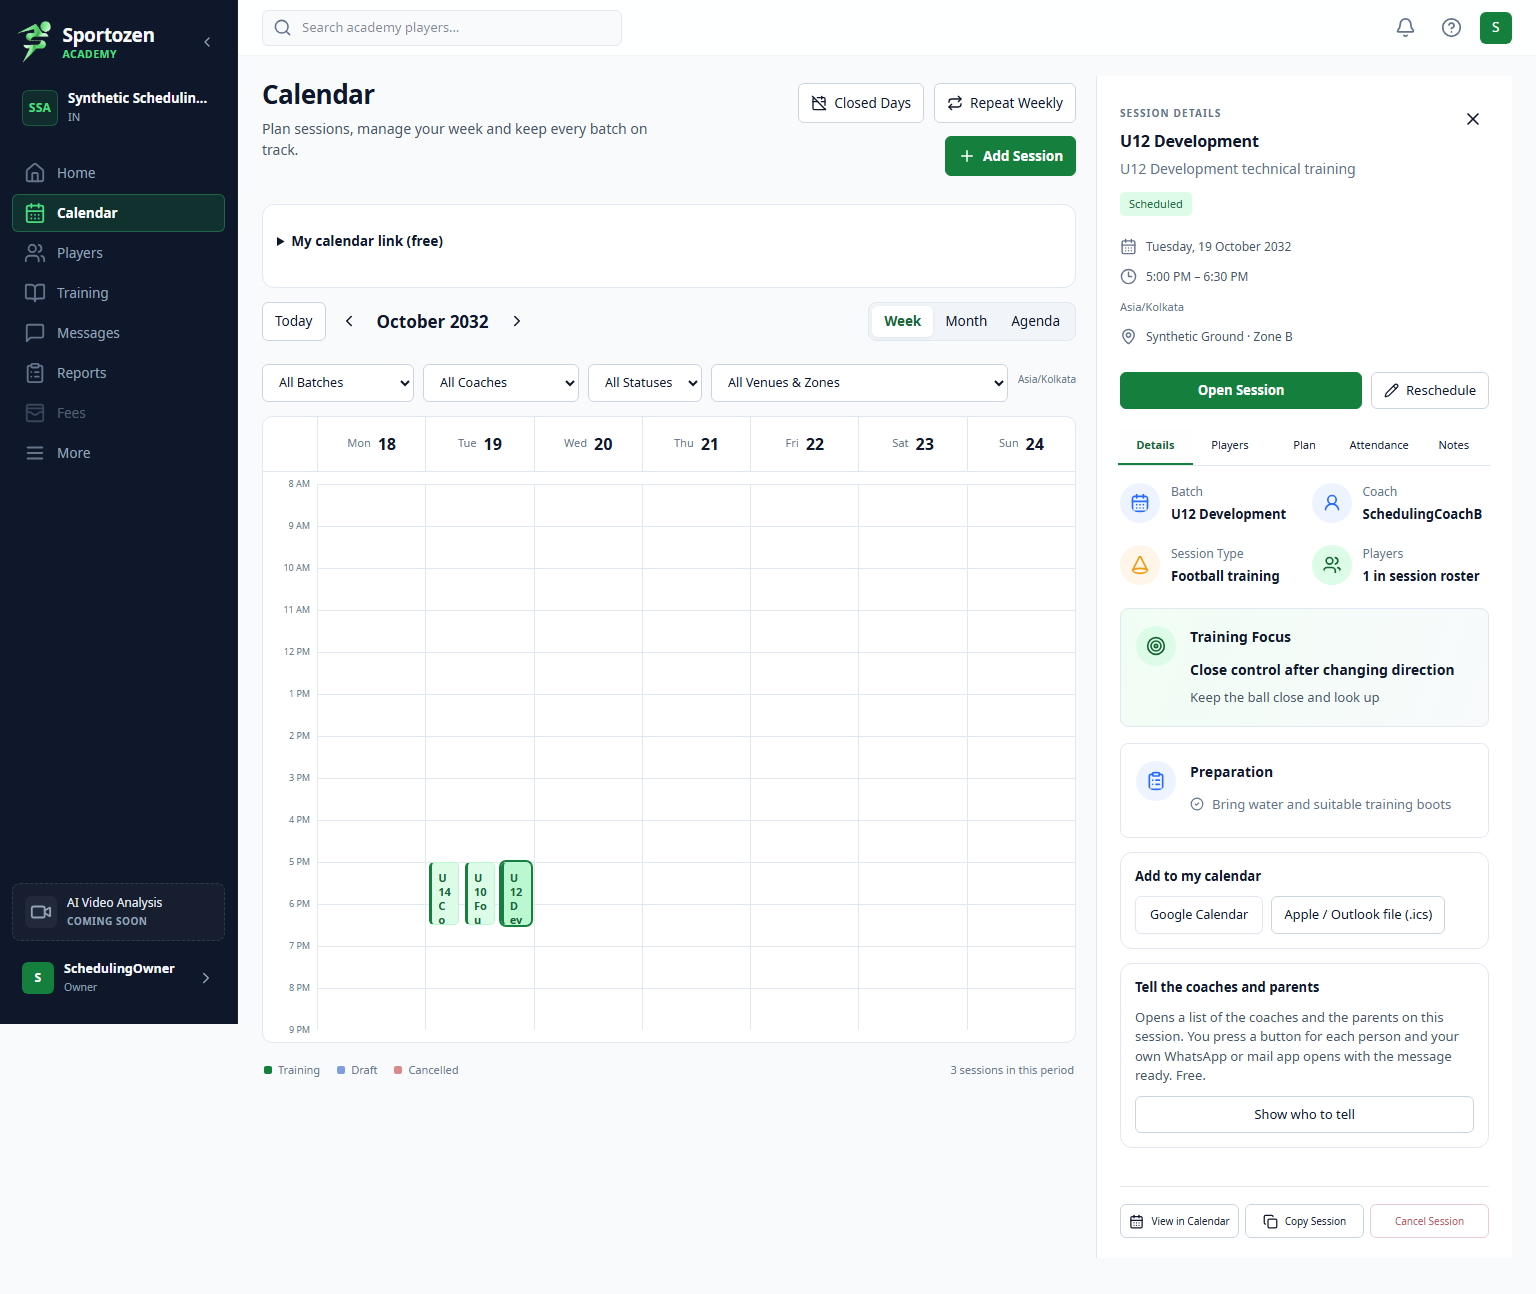 Sportozen
ACADEMY
SSA
Synthetic Schedulin...
IN
Home
Calendar
Players
Training
Messages
Reports
Fees
More
AI Video Analysis
COMING SOON
S
SchedulingOwner
Owner
Search academy players...
S
Calendar
Plan sessions, manage your week and keep every batch on
track.
Closed Days
Repeat Weekly
Add Session
My calendar link (free)
Today
October 2032
Week
Month
Agenda
All Batches
All Coaches
All Statuses
All Venues & Zones
Asia/Kolkata
Mon 18
Tue 19
Wed 20
Thu 21
Fri 22
Sat 23
Sun 24
8 AM
9 AM
10 AM
11 AM
12 PM
1 PM
2 PM
3 PM
4 PM
5 PM
6 PM
7 PM
8 PM
9 PM
U
14
C
o
U
10
Fo
u
U
12
D
ev
Training
Draft
Cancelled
3 sessions in this period
SESSION DETAILS
U12 Development
U12 Development technical training
Scheduled
Tuesday, 19 October 2032
5:00 PM – 6:30 PM
Asia/Kolkata
Synthetic Ground · Zone B
Open Session
Reschedule
Details
Players
Plan
Attendance
Notes
Batch
U12 Development
Coach
SchedulingCoachB
Session Type
Football training
Players
1 in session roster
Training Focus
Close control after changing direction
Keep the ball close and look up
Preparation
Bring water and suitable training boots
Add to my calendar
Google Calendar
Apple / Outlook file (.ics)
Tell the coaches and parents
Opens a list of the coaches and the parents on this
session. You press a button for each person and your
own WhatsApp or mail app opens with the message
ready. Free.
Show who to tell
View in Calendar
Copy Session
Cancel Session